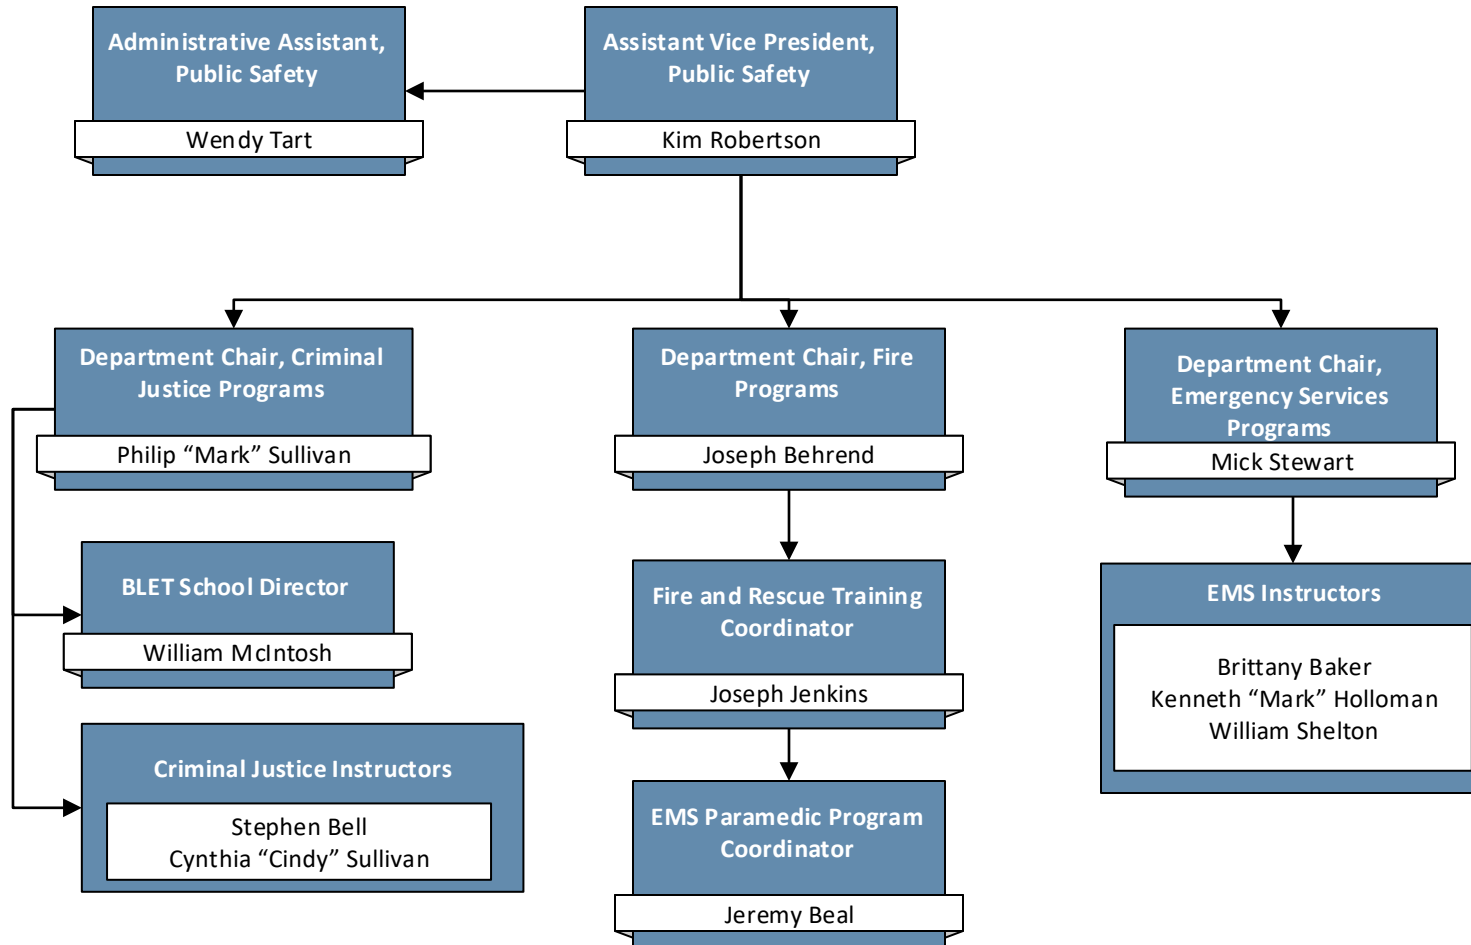 Administrative Assistant,
Public Safety
Wendy Tart
Assistant Vice President,
Public Safety
Kim Robertson
Department Chair, Criminal
Justice Programs
Philip “Mark” Sullivan
Department Chair, Fire
Programs
Joseph Behrend
Department Chair,
Emergency Services
Programs
Mick Stewart
BLET School Director
William McIntosh
Fire and Rescue Training
Coordinator
Joseph Jenkins
EMS Instructors
Brittany Baker
Kenneth “Mark” Holloman
William Shelton
Criminal Justice Instructors
Stephen Bell
Cynthia “Cindy” Sullivan
EMS Paramedic Program
Coordinator
Jeremy Beal